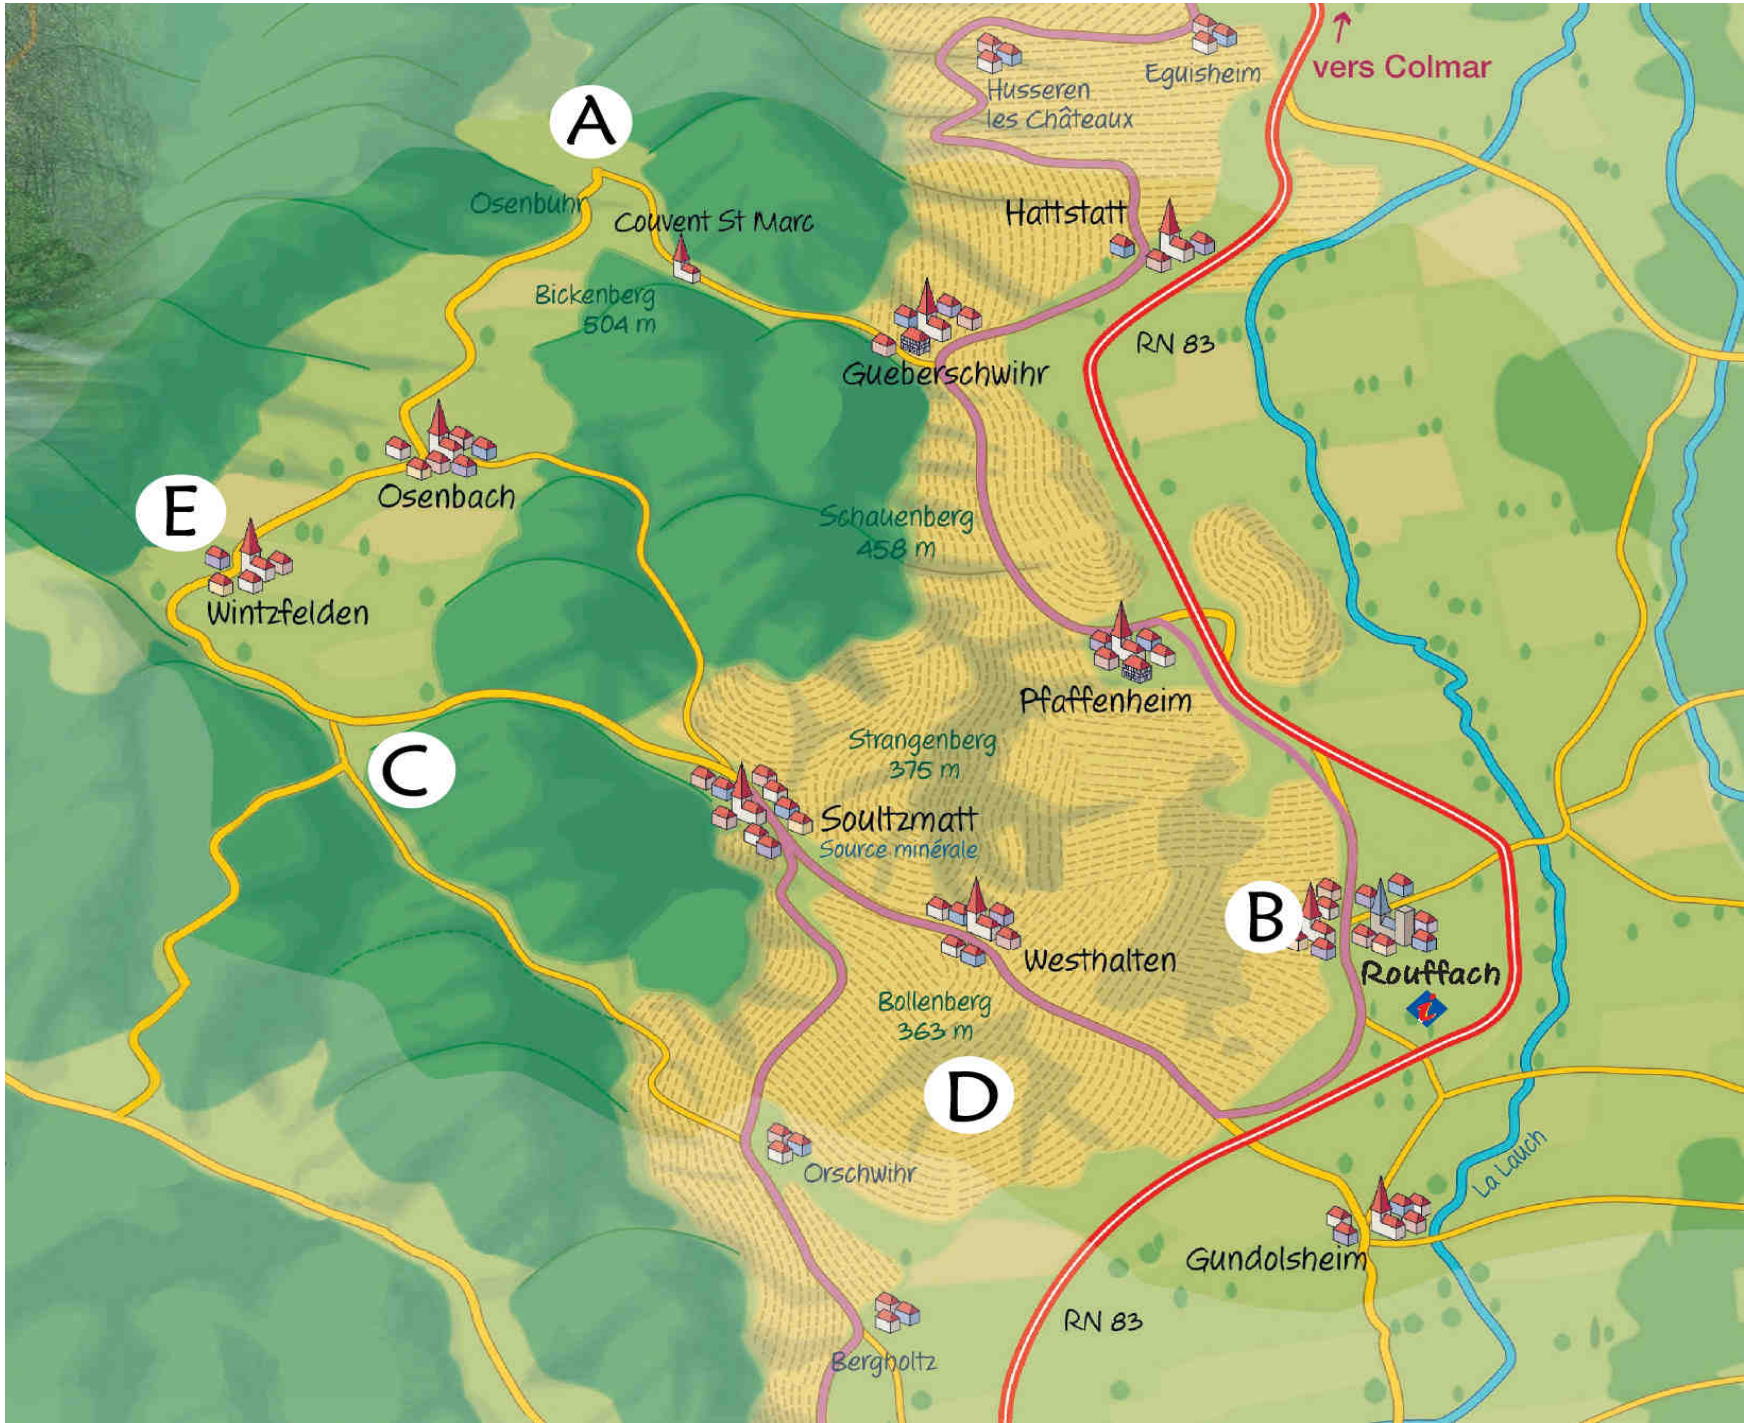 Eguisheim
vers Colmar
Husseren
les Châteaux
A
Osenbuhr
Couvent St Marc
Hattstatt
Bickenberg
504 m
RN 83
Gueberschwihr
E
Osenbach
Schauenberg
458 m
Wintzfelden
Pfaffenheim
C
Strangenberg
375 m
Soultzmatt
Source minérale
B
Westhalten
Rouffach
i
Bollenberg
363 m
D
Orschwihr
La Lauch
Gundolsheim
RN 83
Bergholtz